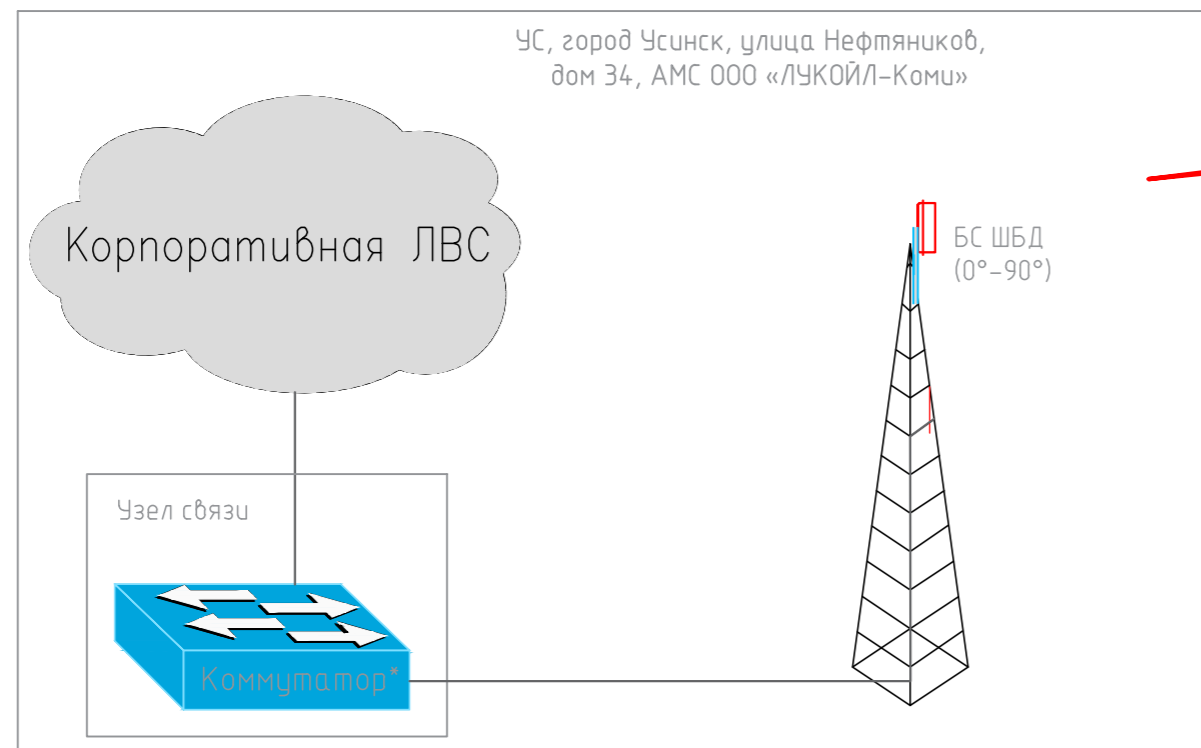 УС, город Усинск, улица Нефтяников,
дом 34, АМС ООО «ЛУКОЙЛ-Коми»
Корпоративная ЛВС
БС ШБД
(0°-90°)
Узел связи
Коммутатор*